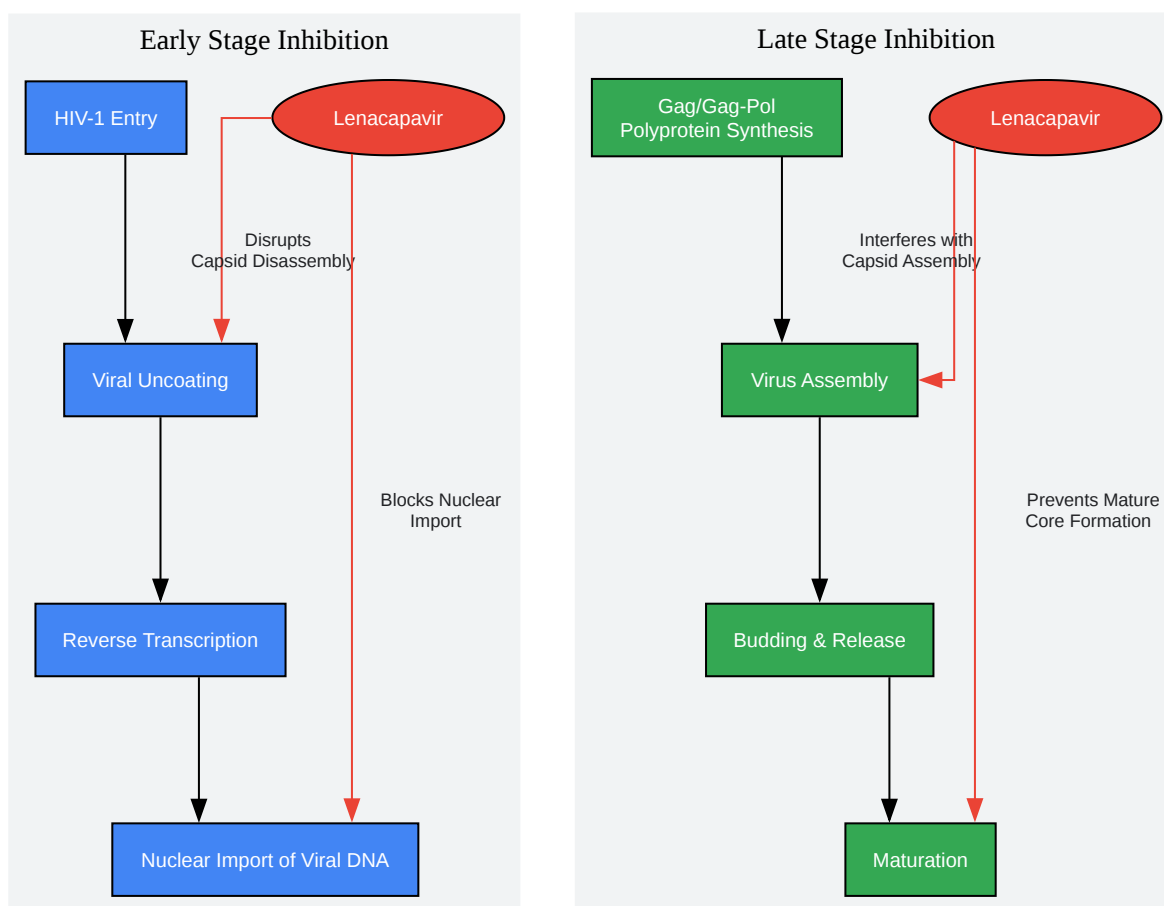 Early Stage Inhibition
HIV-1 Entry
Lenacapavir
Disrupts
Capsid Disassembly
Viral Uncoating
Blocks Nuclear
Import
Reverse Transcription
Nuclear Import of Viral DNA
Late Stage Inhibition
Gag/Gag-Pol
Polyprotein Synthesis
Lenacapavir
Interferes with
Capsid Assembly
Virus Assembly
Prevents Mature
Core Formation
Budding & Release
Maturation